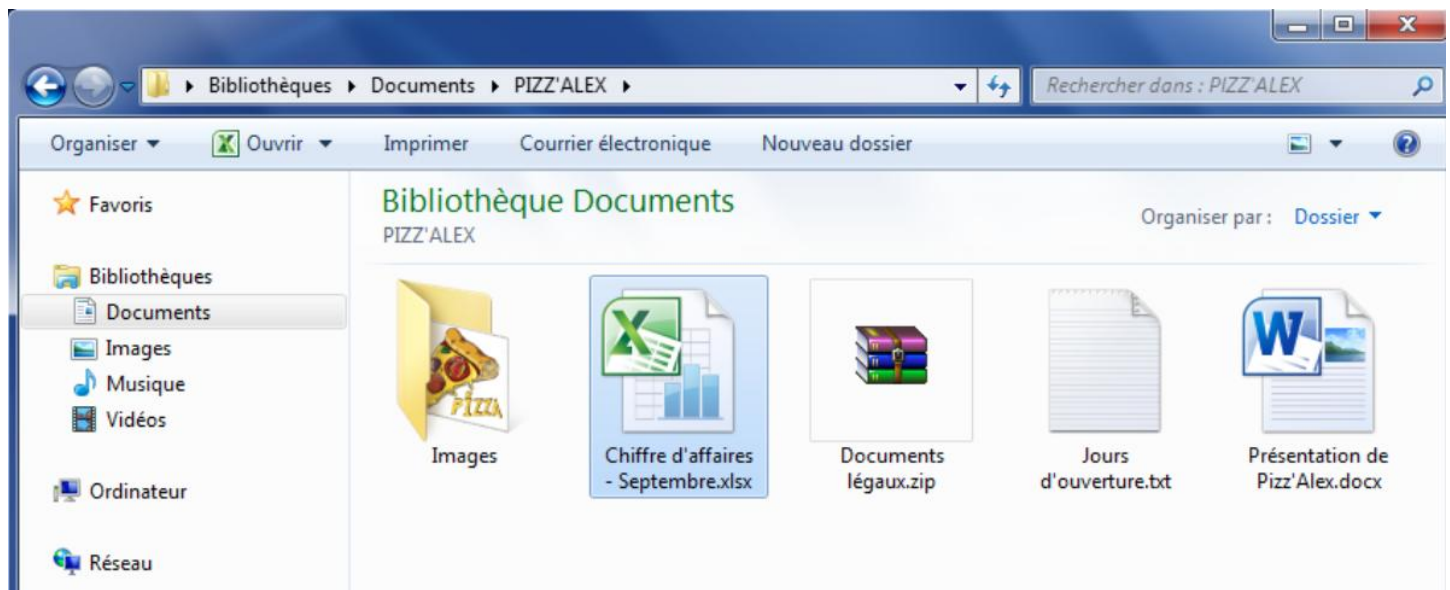 Bibliothèques Documents PIZZ'ALEX
Rechercher dans : PIZZ'ALEX
Organiser Ouvrir Imprimer Courrier électronique Nouveau dossier
Favoris
Bibliothèques
Documents
Images
Musique
Vidéos
Ordinateur
Réseau
Bibliothèque Documents
PIZZ'ALEX
Organiser par : Dossier
PIZZA
Images
Chiffre d'affaires
- Septembre.xlsx
Documents
légaux.zip
Jours
d'ouverture.txt
Présentation de
Pizz'Alex.docx